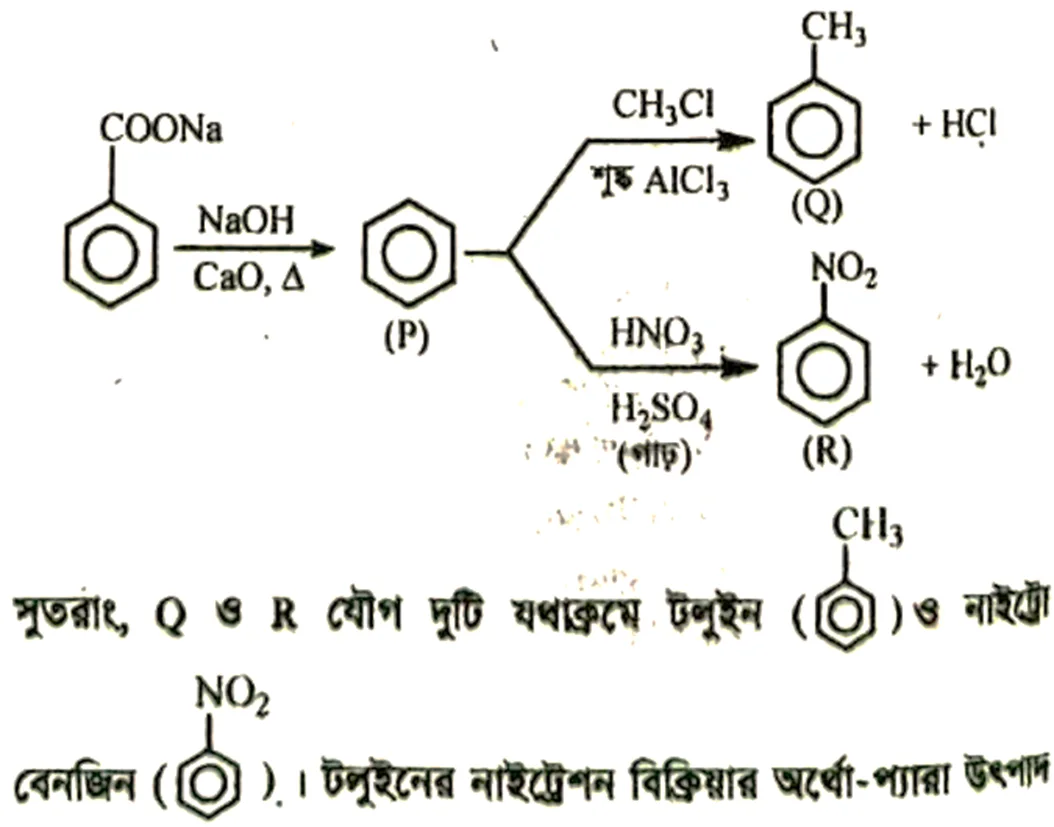 CH₃
COONa
CH₃Cl
+ HCl
NaOH
শুষ্ক AlCl₃
(Q)
CaO, Δ
NO₂
(P)
HNO₃
+ H₂O
H₂SO₄
(গাঢ়)
(R)
CH₃
সুতরাং, Q ও R যৌগ দুটি যথাক্রমে টলুইন ( ) ও নাইট্রো
NO₂
বেনজিন ( ). । টলুইনের নাইট্রেশন বিক্রিয়ার অর্থো-প্যারা উৎপাদ